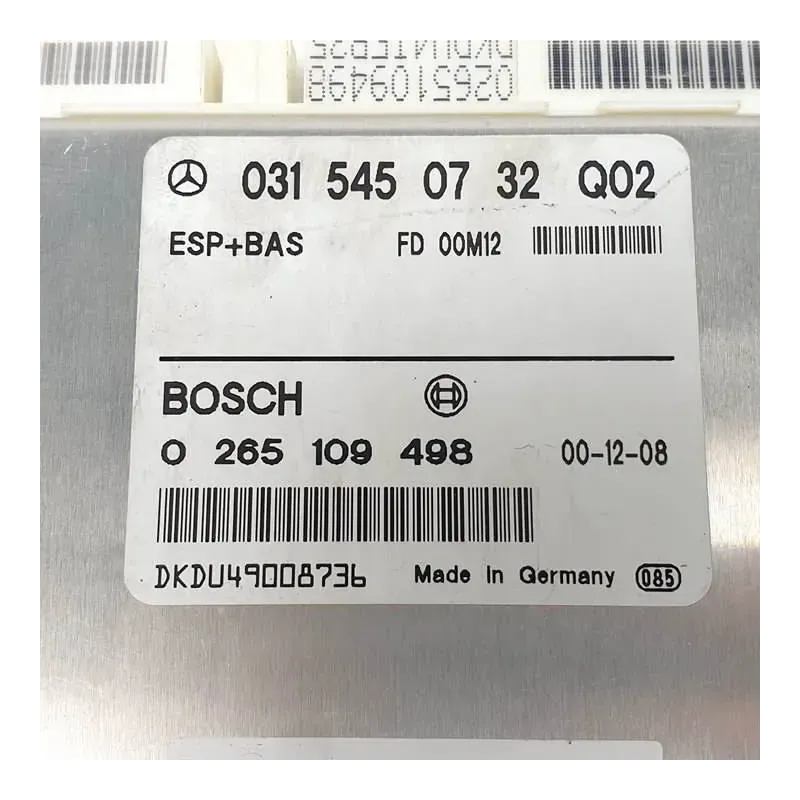 0265109498
031 545 07 32 Q02
ESP+BAS FD 00M12
BOSCH
0 265 109 498 00-12-08
DKDU49008736 Made in Germany 085